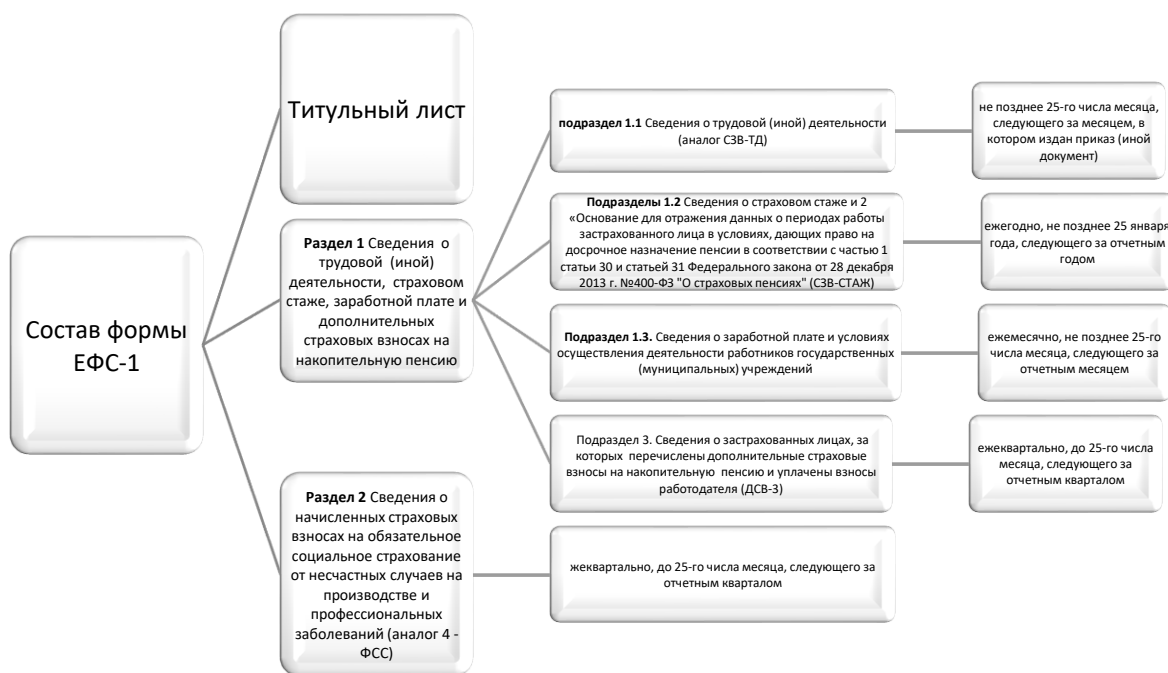 Состав формы
ЕФС-1
Титульный лист
Раздел 1 Сведения о
трудовой (иной)
деятельности, страховом
стаже, заработной плате и
дополнительных
страховых взносах на
накопительную пенсию
Раздел 2 Сведения о
начисленных страховых
взносах на обязательное
социальное страхование
от несчастных случаев на
производстве и
профессиональных
заболеваний (аналог 4 -
ФСС)
подраздел 1.1 Сведения о трудовой (иной) деятельности
(аналог СЗВ-ТД)
не позднее 25-го числа месяца,
следующего за месяцем, в
котором издан приказ (иной
документ)
Подразделы 1.2 Сведения о страховом стаже и 2
«Основание для отражения данных о периодах работы
застрахованного лица в условиях, дающих право на
досрочное назначение пенсии в соответствии с частью 1
статьи 30 и статьей 31 Федерального закона от 28 декабря
2013 г. №400-ФЗ "О страховых пенсиях" (СЗВ-СТАЖ)
ежегодно, не позднее 25 января
года, следующего за отчетным
годом
Подраздел 1.3. Сведения о заработной плате и условиях
осуществления деятельности работников государственных
(муниципальных) учреждений
ежемесячно, не позднее 25-го
числа месяца, следующего за
отчетным месяцем
Подраздел 3. Сведения о застрахованных лицах, за
которых перечислены дополнительные страховые
взносы на накопительную пенсию и уплачены взносы
работодателя (ДСВ-3)
ежеквартально, до 25-го числа
месяца, следующего за
отчетным кварталом
жеквартально, до 25-го числа месяца, следующего за
отчетным кварталом